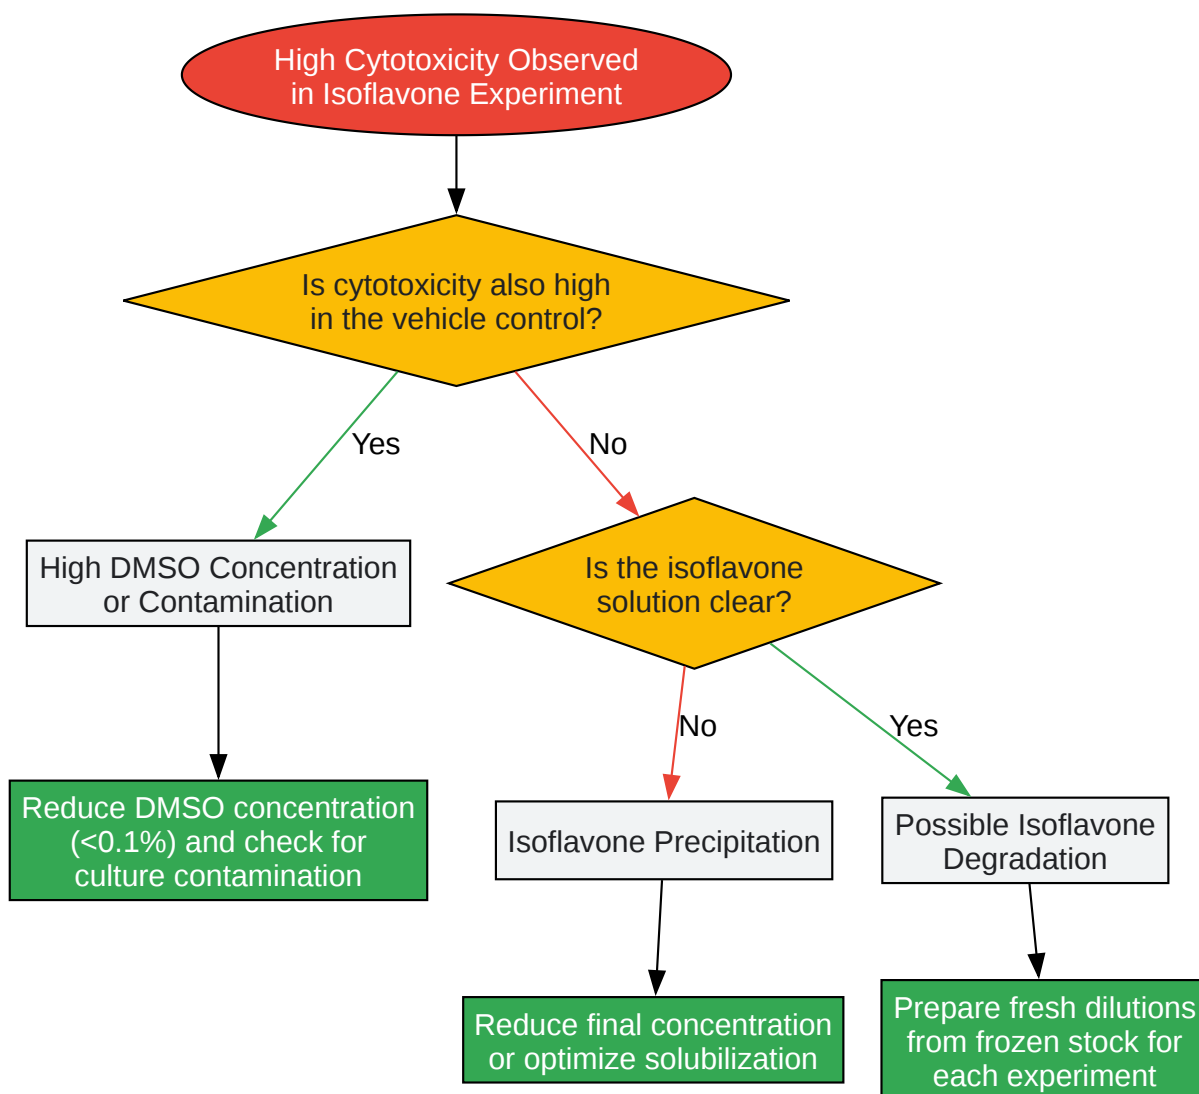 High Cytotoxicity Observed
in Isoflavone Experiment
Is cytotoxicity also high
in the vehicle control?
Yes
No
High DMSO Concentration
or Contamination
Is the isoflavone
solution clear?
No
Yes
Reduce DMSO concentration
(<0.1%) and check for
culture contamination
Isoflavone Precipitation
Possible Isoflavone
Degradation
Reduce final concentration
or optimize solubilization
Prepare fresh dilutions
from frozen stock for
each experiment